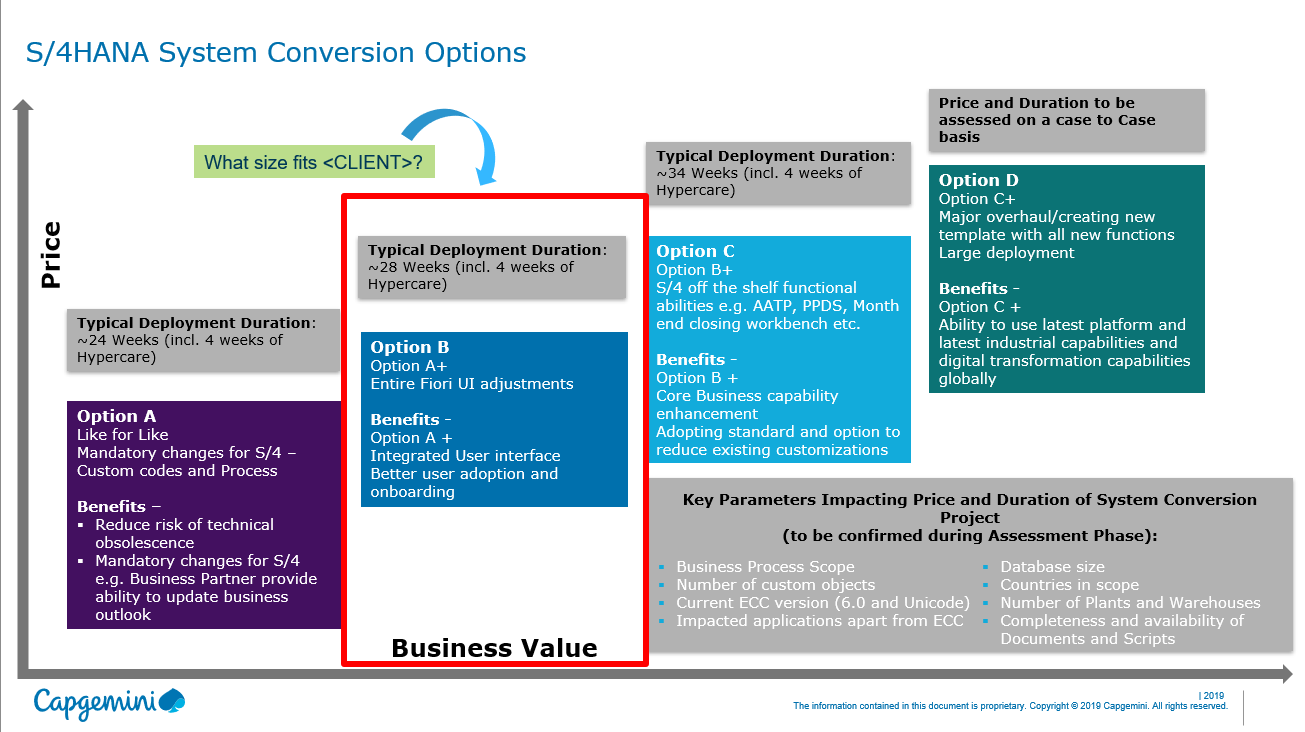 S/4HANA System Conversion Options
What size fits <CLIENT>?
Price
Typical Deployment Duration:
~24 Weeks (incl. 4 weeks of
Hypercare)
Option A
Like for Like
Mandatory changes for S/4 –
Custom codes and Process
Benefits –
▪ Reduce risk of technical
obsolescence
▪ Mandatory changes for S/4
e.g. Business Partner provide
ability to update business
outlook
Typical Deployment Duration:
~28 Weeks (incl. 4 weeks of
Hypercare)
Option B
Option A+
Entire Fiori UI adjustments
Benefits -
Option A +
Integrated User interface
Better user adoption and
onboarding
Typical Deployment Duration:
~34 Weeks (incl. 4 weeks of
Hypercare)
Option C
Option B+
S/4 off the shelf functional
abilities e.g. AATP, PPDS, Month
end closing workbench etc.
Benefits -
Option B +
Core Business capability
enhancement
Adopting standard and option to
reduce existing customizations
Price and Duration to be
assessed on a case to Case
basis
Option D
Option C+
Major overhaul/creating new
template with all new functions
Large deployment
Benefits -
Option C +
Ability to use latest platform and
latest industrial capabilities and
digital transformation capabilities
globally
Key Parameters Impacting Price and Duration of System Conversion
Project
(to be confirmed during Assessment Phase):
▪ Business Process Scope
▪ Number of custom objects
▪ Current ECC version (6.0 and Unicode)
▪ Impacted applications apart from ECC
▪ Database size
▪ Countries in scope
▪ Number of Plants and Warehouses
▪ Completeness and availability of
Documents and Scripts
Business Value
Capgemini
| 2019
The information contained in this document is proprietary. Copyright © 2019 Capgemini. All rights reserved.